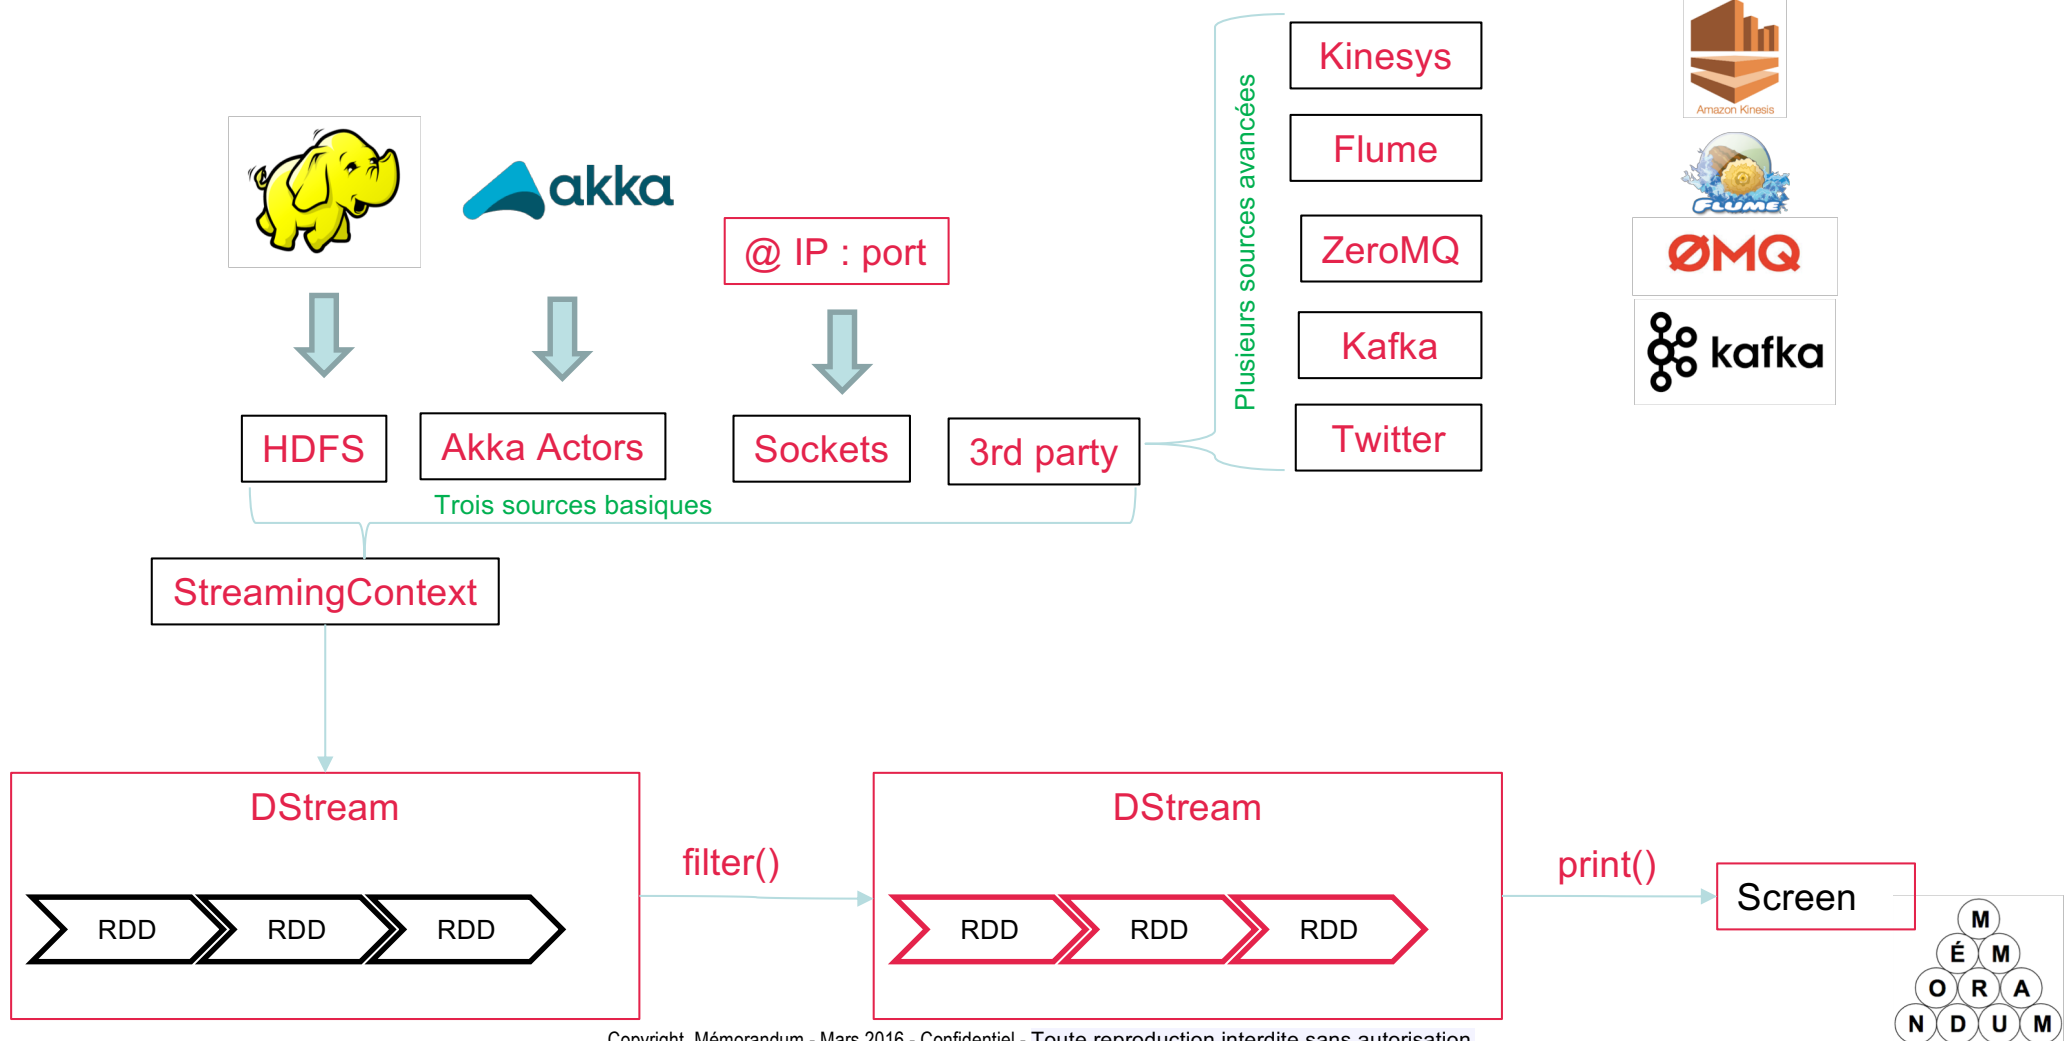 Kinesys
Amazon Kinesis
Flume
FLUME
akka
@ IP : port
Plusieurs sources avancées
ZeroMQ
ØMQ
Kafka
kafka
HDFS
Akka Actors
Sockets
3rd party
Twitter
Trois sources basiques
StreamingContext
DStream
RDD
RDD
RDD
filter()
DStream
RDD
RDD
RDD
print()
Screen
M
É M
O R A
N D U M
Copyright Mémorandum - Mars 2016 - Confidentiel - Toute reproduction interdite sans autorisation